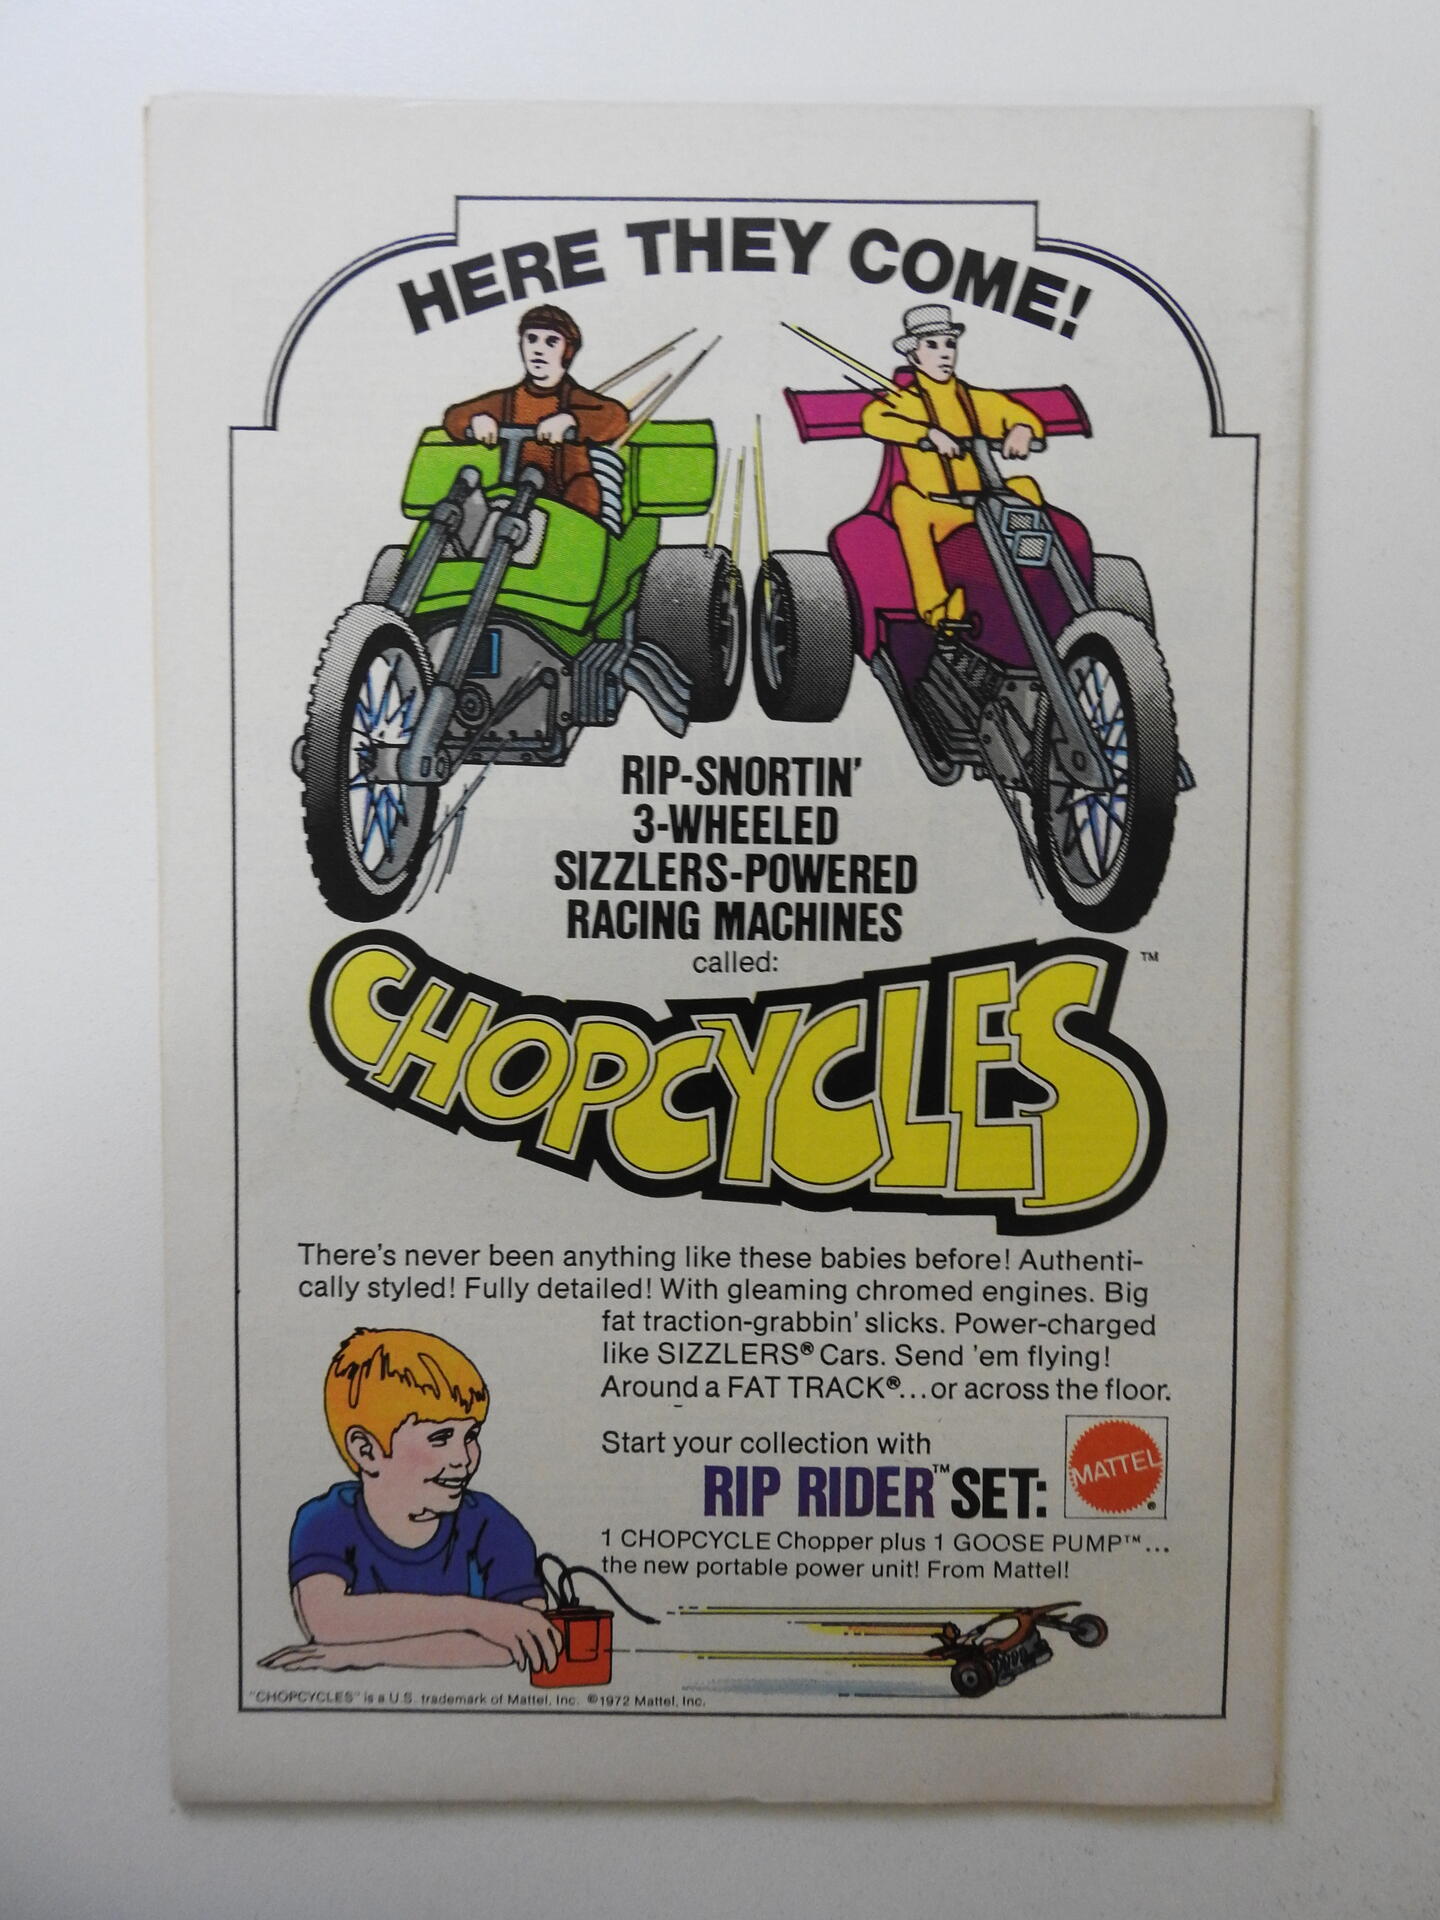 HERE THEY COME!
RIP-SNORTIN'
3-WHEELED
SIZZLERS-POWERED
RACING MACHINES
called:
CHOPCYCLES™
There's never been anything like these babies before! Authenti-
cally styled! Fully detailed! With gleaming chromed engines. Big
fat traction-grabbin' slicks. Power-charged
like SIZZLERS® Cars. Send 'em flying!
Around a FAT TRACK®...or across the floor.
Start your collection with
RIP RIDER™ SET:
MATTEL®
1 CHOPCYCLE Chopper plus 1 GOOSE PUMP™...
the new portable power unit! From Mattel!
"CHOPCYCLES" is a U.S. trademark of Mattel, Inc. ©1972 Mattel, Inc.